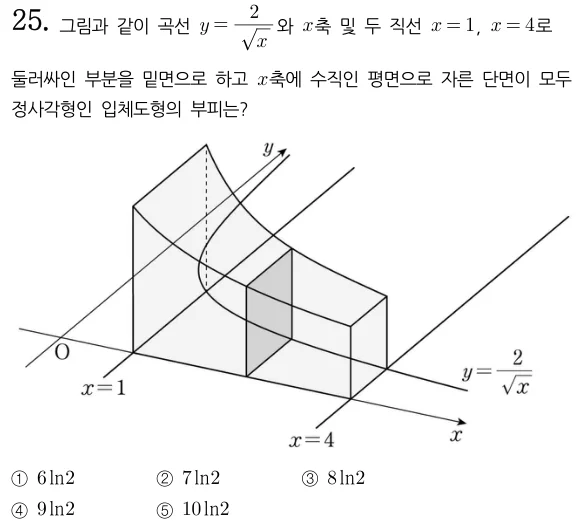 25. 그림과 같이 곡선 y=2/√x 와 x축 및 두 직선 x=1, x=4로
둘러싸인 부분을 밑면으로 하고 x축에 수직인 평면으로 자른 단면이 모두
정사각형인 입체도형의 부피는?
y
O
x=1
y=2/√x
x=4
x
① 6ln2 ② 7ln2 ③ 8ln2
④ 9ln2 ⑤ 10ln2